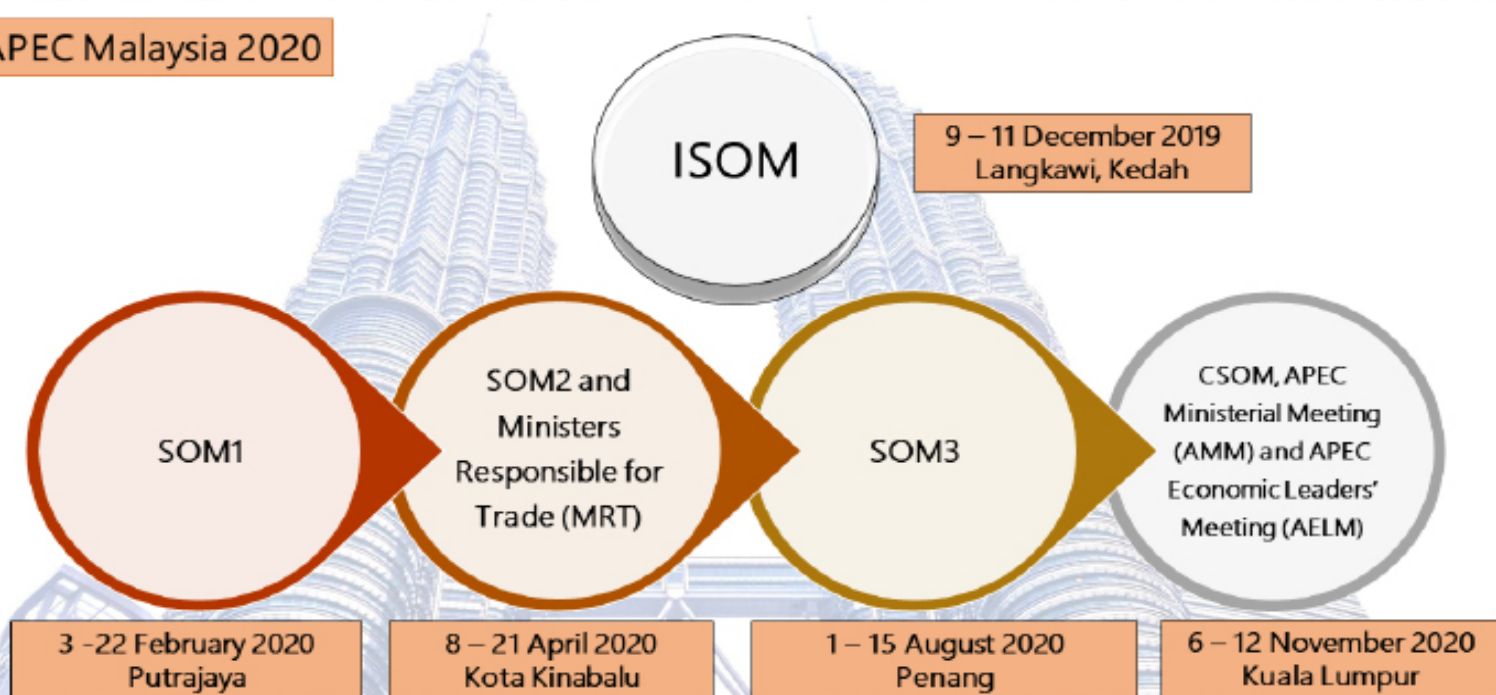 APEC Malaysia 2020
ISOM
9 – 11 December 2019
Langkawi, Kedah
SOM1
SOM2 and
Ministers
Responsible for
Trade (MRT)
SOM3
CSOM, APEC
Ministerial Meeting
(AMM) and APEC
Economic Leaders'
Meeting (AELM)
3 -22 February 2020
Putrajaya
8 – 21 April 2020
Kota Kinabalu
1 – 15 August 2020
Penang
6 – 12 November 2020
Kuala Lumpur